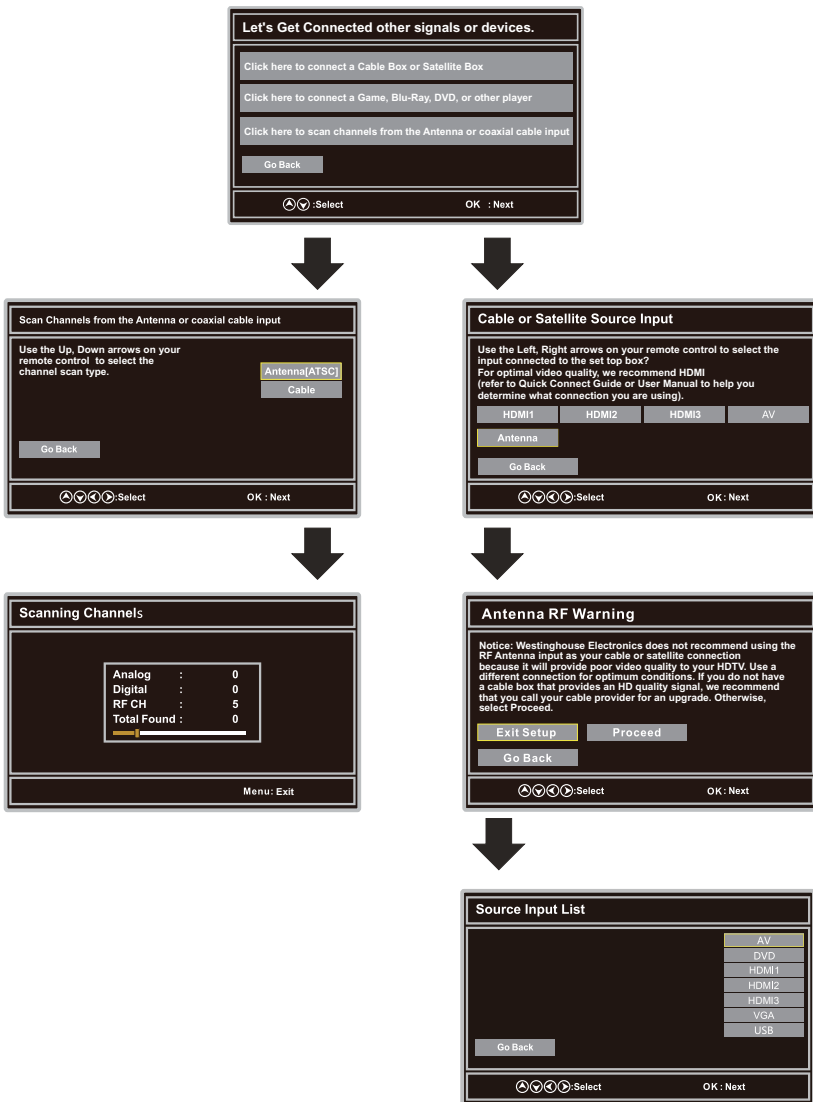 Let's Get Connected other signals or devices.
Click here to connect a Cable Box or Satellite Box
Click here to connect a Game, Blu-Ray, DVD, or other player
Click here to scan channels from the Antenna or coaxial cable input
Go Back
:Select OK : Next
Scan Channels from the Antenna or coaxial cable input
Use the Up, Down arrows on your
remote control to select the
channel scan type.
Antenna[ATSC]
Cable
Go Back
:Select OK : Next
Cable or Satellite Source Input
Use the Left, Right arrows on your remote control to select the
input connected to the set top box?
For optimal video quality, we recommend HDMI
(refer to Quick Connect Guide or User Manual to help you
determine what connection you are using).
HDMI1 HDMI2 HDMI3 AV
Antenna
Go Back
:Select OK: Next
Scanning Channels
Analog : 0
Digital : 0
RF CH : 5
Total Found : 0
Menu: Exit
Antenna RF Warning
Notice: Westinghouse Electronics does not recommend using the
RF Antenna input as your cable or satellite connection
because it will provide poor video quality to your HDTV. Use a
different connection for optimum conditions. If you do not have
a cable box that provides an HD quality signal, we recommend
that you call your cable provider for an upgrade. Otherwise,
select Proceed.
Exit Setup Proceed
Go Back
:Select OK: Next
Source Input List
AV
DVD
HDMI1
HDMI2
HDMI3
VGA
USB
Go Back
:Select OK : Next